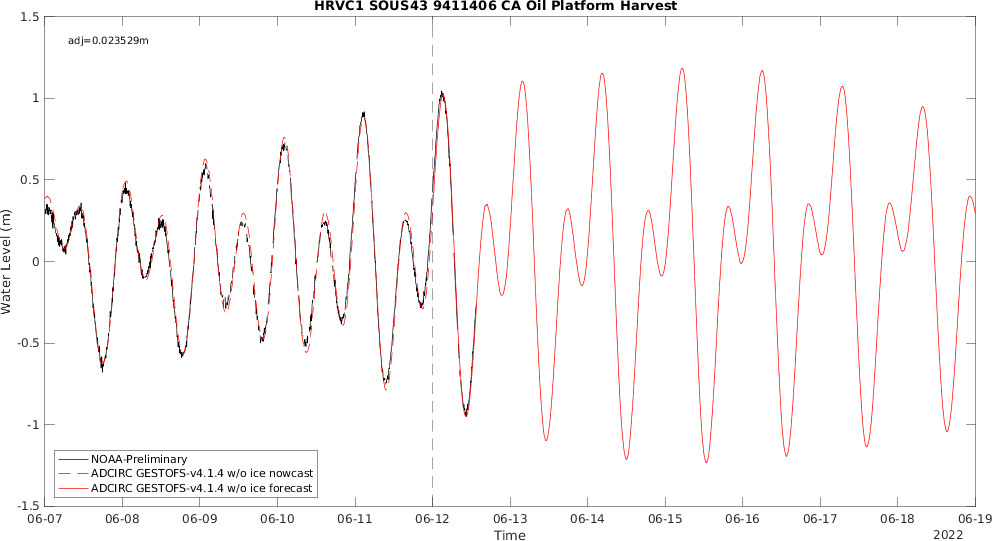 HRVC1 SOUS43 9411406 CA Oil Platform Harvest
adj=0.023529m
1.5
1
0.5
0
-0.5
-1
-1.5
Water Level (m)
NOAA-Preliminary
ADCIRC GESTOFS-v4.1.4 w/o ice nowcast
ADCIRC GESTOFS-v4.1.4 w/o ice forecast
06-07 06-08 06-09 06-10 06-11 06-12 06-13 06-14 06-15 06-16 06-17 06-18 06-19
Time
2022